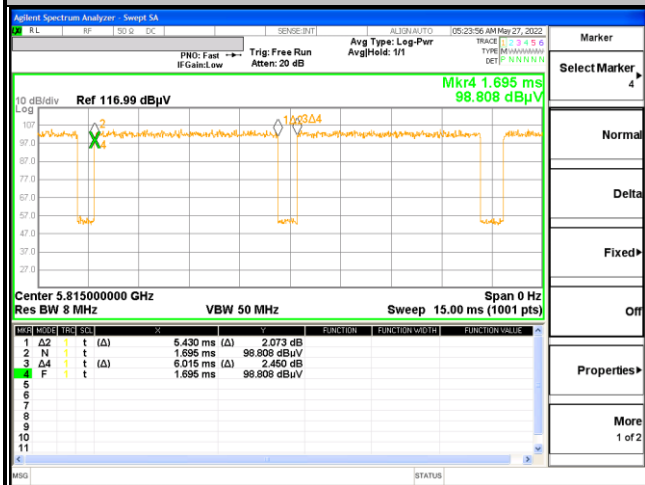 Agilent Spectrum Analyzer - Swept SA
RL RF 50 Ω DC SENSE:INT ALIGNAUTO 05:23:56 AM May 27, 2022
Avg Type: Log-Pwr TRACE 1 2 3 4 5 6
PNO: Fast Trig: Free Run Avg|Hold: 1/1 TYPE
IFGain:Low Atten: 20 dB DET P N N N N N
Mkr4 1.695 ms
98.808 dBµV
10 dB/div Ref 116.99 dBµV
Log
107
97.0
87.0
77.0
67.0
57.0
47.0
37.0
27.0
2
4
1Δ2 3Δ4
Center 5.815000000 GHz Span 0 Hz
Res BW 8 MHz VBW 50 MHz Sweep 15.00 ms (1001 pts)
MKR MODE TRC SCL X Y FUNCTION FUNCTION WIDTH FUNCTION VALUE
1 Δ2 1 t (Δ) 5.430 ms (Δ) 2.073 dB
2 N 1 t 1.695 ms 98.808 dBµV
3 Δ4 1 t (Δ) 6.015 ms (Δ) 2.450 dB
4 F 1 t 1.695 ms 98.808 dBµV
5
6
7
8
9
10
11
MSG STATUS
Marker
Select Marker
4
Normal
Delta
Fixed
Off
Properties
More
1 of 2